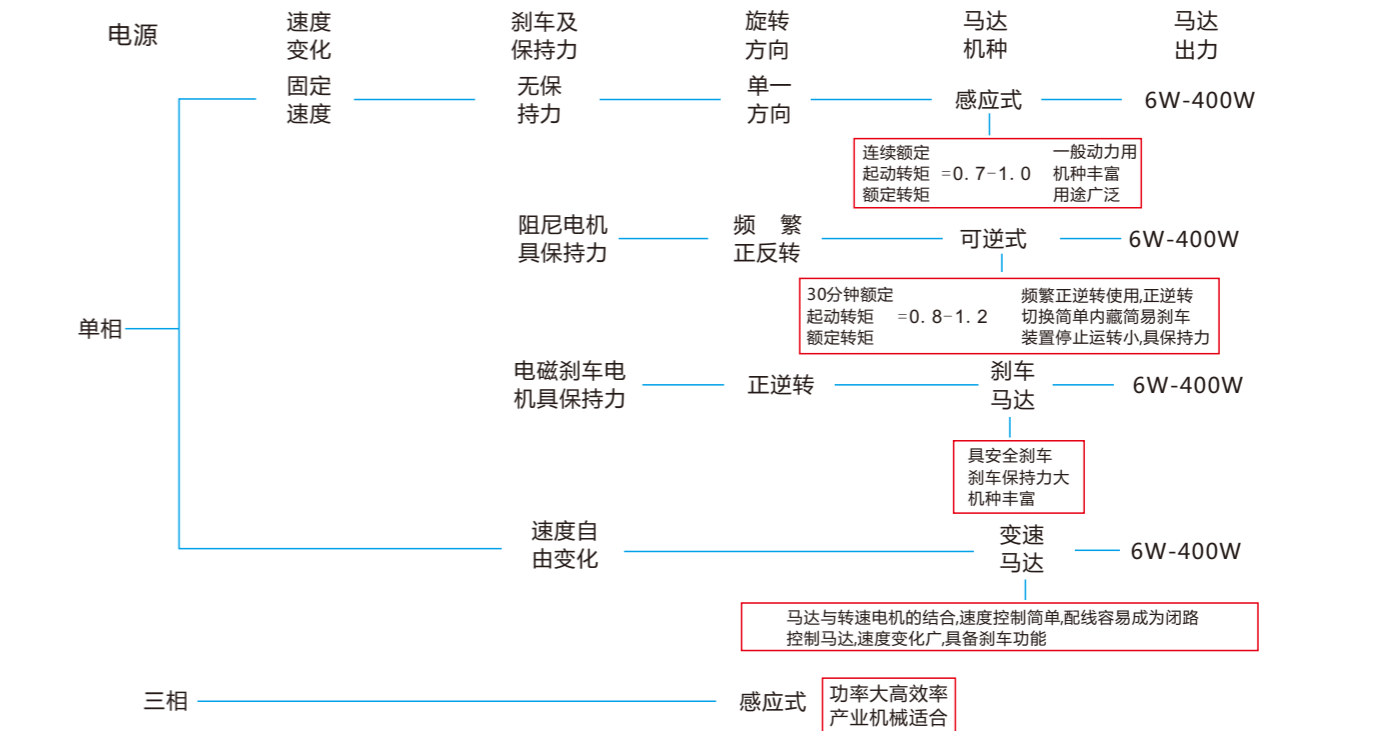 电源
速度
变化
刹车及
保持力
旋转
方向
马达
机种
马达
出力
固定
速度
无保
持力
单一
方向
感应式
6W-400W
连续额定
起动转矩 =0.7-1.0
额定转矩
一般动力用
机种丰富
用途广泛
阻尼电机
具保持力
频 繁
正反转
可逆式
6W-400W
30分钟额定
起动转矩 =0.8-1.2
额定转矩
频繁正逆转使用,正逆转
切换简单内藏简易刹车
装置停止运转小,具保持力
单相
电磁刹车电
机具保持力
正逆转
刹车
马达
6W-400W
具安全刹车
刹车保持力大
机种丰富
速度自
由变化
变速
马达
6W-400W
马达与转速电机的结合,速度控制简单,配线容易成为闭路
控制马达,速度变化广,具备刹车功能
三相
感应式
功率大高效率
产业机械适合